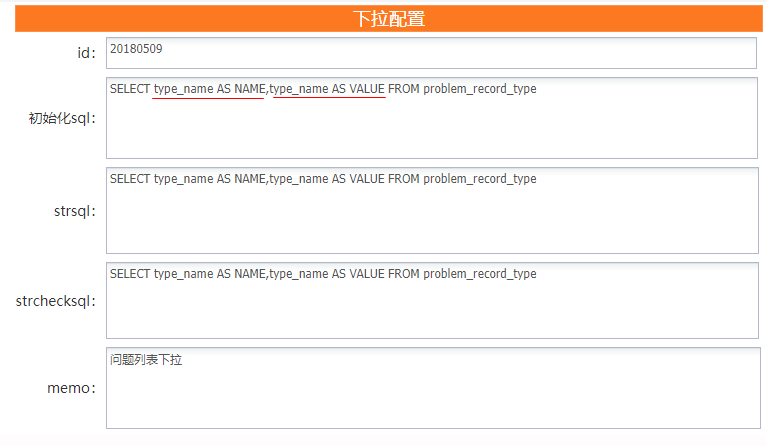 下拉配置
id： 20180509
初始化sql： SELECT type_name AS NAME,type_name AS VALUE FROM problem_record_type
strsql： SELECT type_name AS NAME,type_name AS VALUE FROM problem_record_type
strchecksql： SELECT type_name AS NAME,type_name AS VALUE FROM problem_record_type
memo： 问题列表下拉